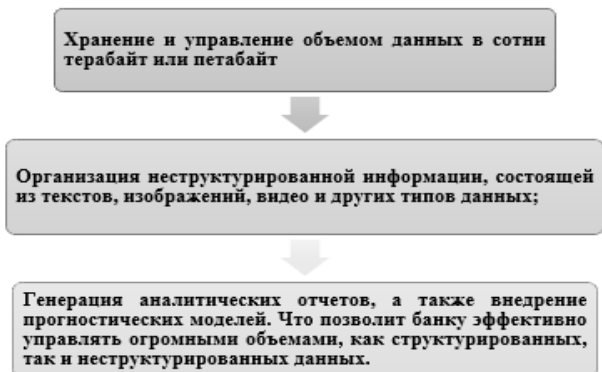 Хранение и управление объемом данных в сотни
терабайт или петабайт
Организация неструктурированной информации, состоящей
из текстов, изображений, видео и других типов данных;
Генерация аналитических отчетов, а также внедрение
прогностических моделей. Что позволит банку эффективно
управлять огромными объемами, как структурированных,
так и неструктурированных данных.